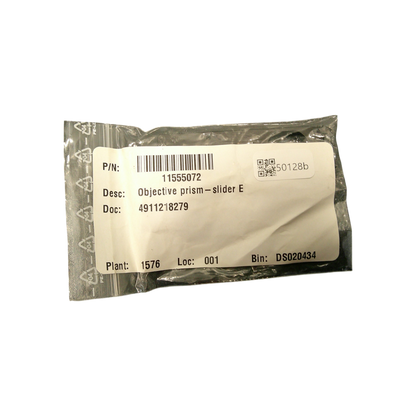 P/N:
11555072
50128b
Desc: Objective prism-slider E
Doc: 4911218279
Plant: 1576 Loc: 001 Bin: DS020434